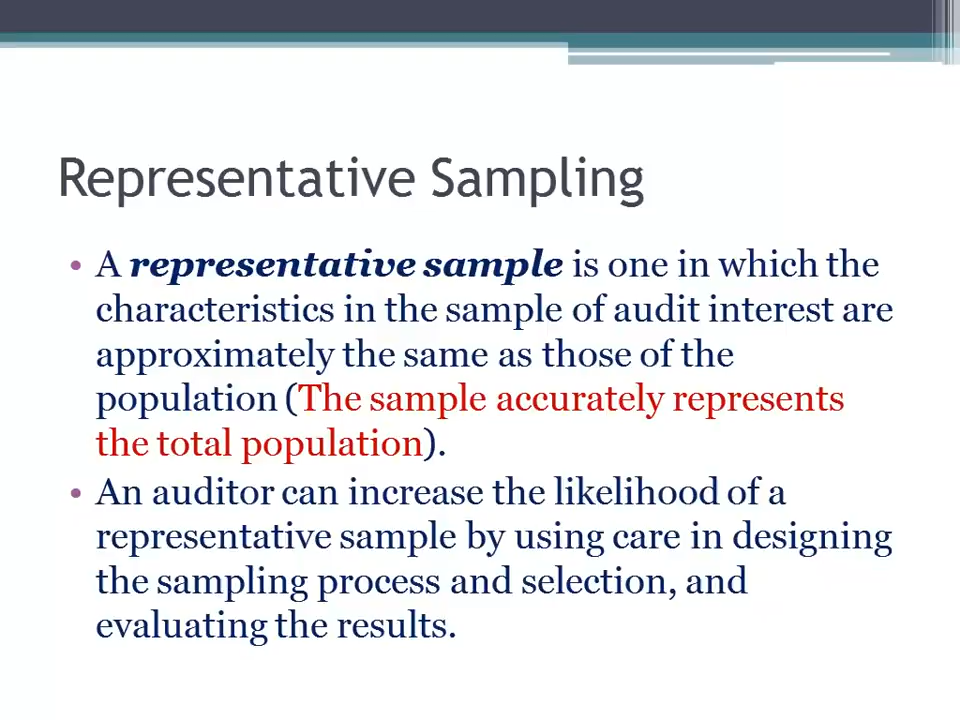 Representative Sampling
• A representative sample is one in which the
characteristics in the sample of audit interest are
approximately the same as those of the
population (The sample accurately represents
the total population).
• An auditor can increase the likelihood of a
representative sample by using care in designing
the sampling process and selection, and
evaluating the results.